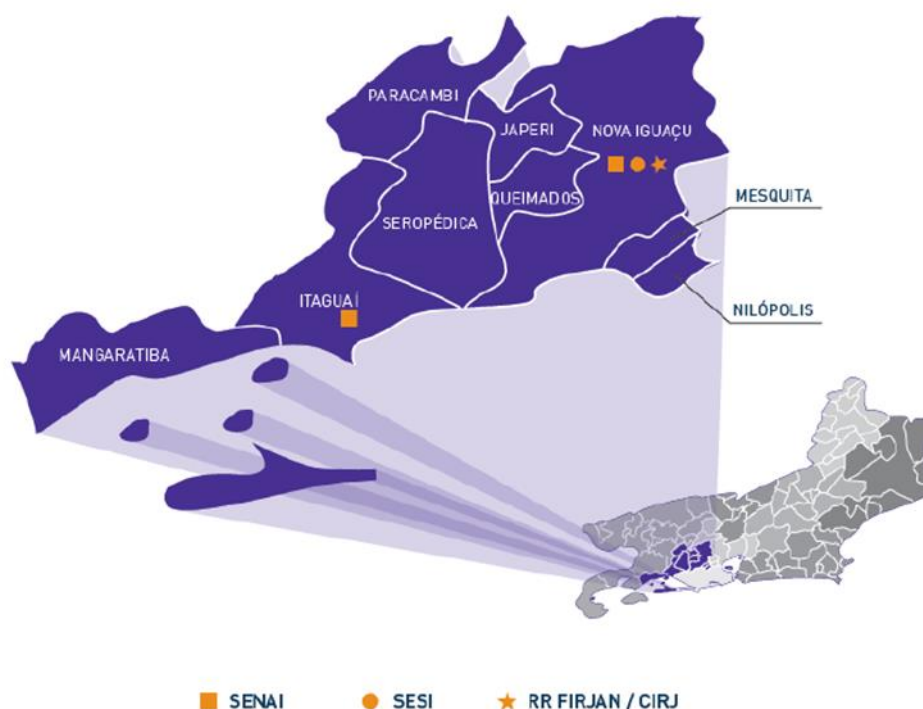 PARACAMBI
JAPERI
NOVA IGUAÇU
QUEIMADOS
MESQUITA
SEROPÉDICA
ITAGUAÍ
NILÓPOLIS
MANGARATIBA
SENAI
SESI
RR FIRJAN / CIRJ